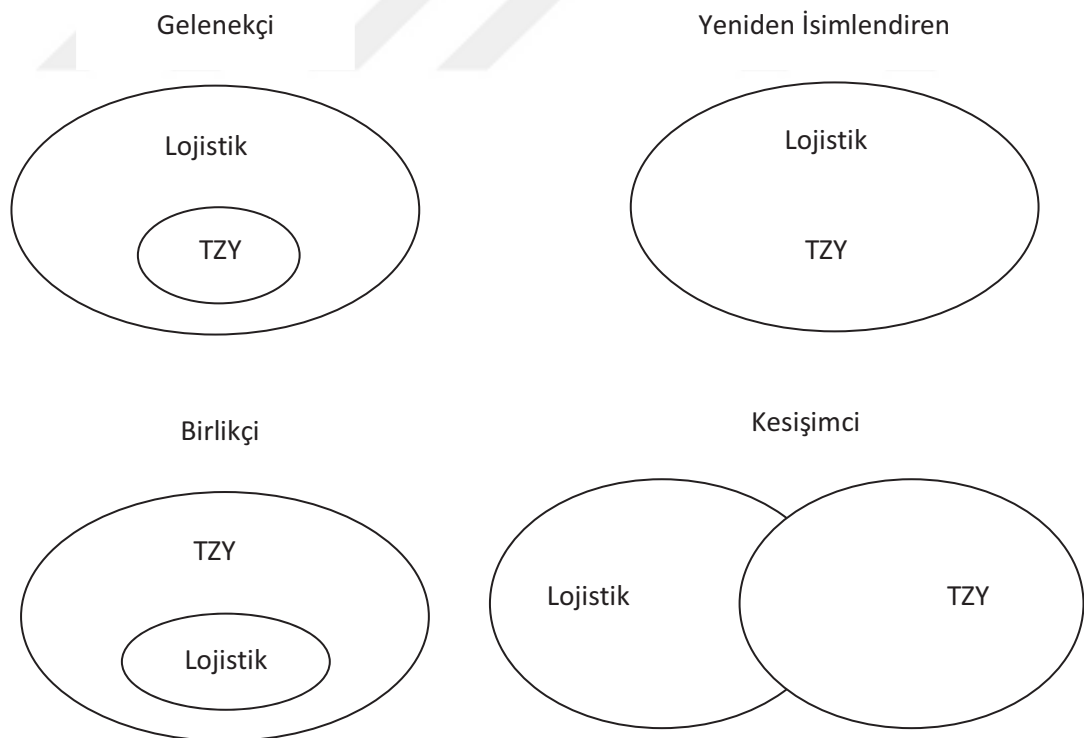 Gelenekçi
Yeniden İsimlendiren
Lojistik
TZY
Lojistik
TZY
Birlikçi
Kesişimci
TZY
Lojistik
Lojistik
TZY